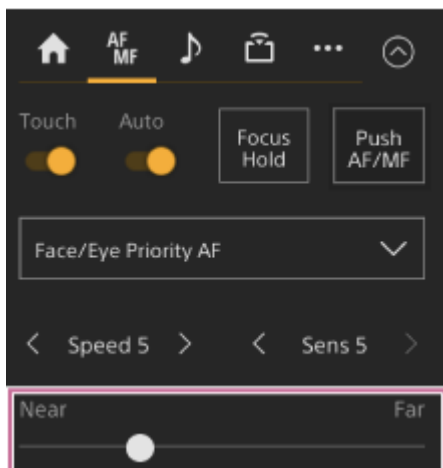 AF
MF
Touch Auto
Focus
Hold
Push
AF/MF
Face/Eye Priority AF
Speed 5
Sens 5
Near Far